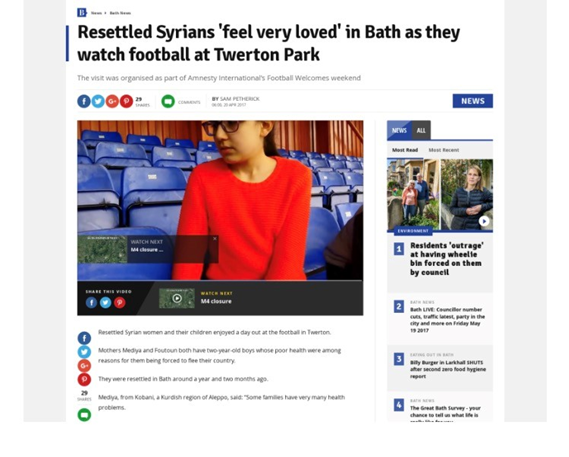 B News ▸ Bath News
Resettled Syrians 'feel very loved' in Bath as they
watch football at Twerton Park
The visit was organised as part of Amnesty International's Football Welcomes weekend
29
SHARES
COMMENTS
BY SAM PETHERICK
06:00, 25 APR 2017
NEWS
WATCH NEXT
M4 closure ...
SHARE THIS VIDEO
WATCH NEXT
M4 closure
Resettled Syrian women and their children enjoyed a day out at the football in Twerton.
Mothers Mediya and Foutoun both have two-year-old boys whose poor health were among
reasons for them being forced to flee their country.
They were resettled in Bath around a year and two months ago.
29
SHARES
Mediya, from Kobani, a Kurdish region of Aleppo, said: "Some families have very many health
problems.
NEWS ALL
Most Read Most Recent
ENVIRONMENT
1
Residents 'outrage'
at having wheelie
bin forced on them
by council
2
BATH NEWS
Bath LIVE: Councillor number
cuts, traffic latest, party in the
city and more on Friday May
19 2017
3
EATING OUT IN BATH
Billy Burger in Larkhall SHUTS
after second zero food hygiene
report
4
BATH NEWS
The Great Bath Survey - your
chance to tell us what life is